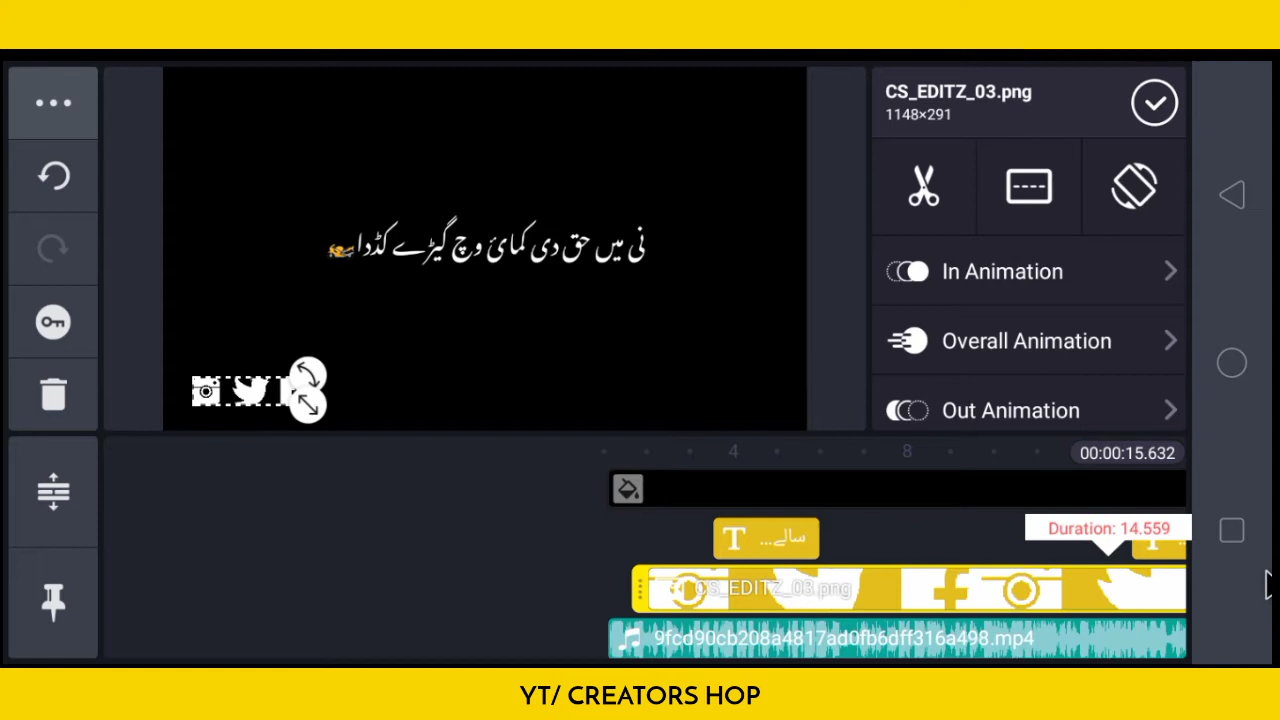 CS_EDITZ_03.png
1148×291
نی میں حق دی کمائ وچ گیڑے کڈدا
In Animation
Overall Animation
Out Animation
4
8
00:00:15.632
Duration: 14.559
T سالے...
T
CS_EDITZ_03.png
9fcd90cb208a4817ad0fb6dff316a498.mp4
YT/ CREATORS HOP